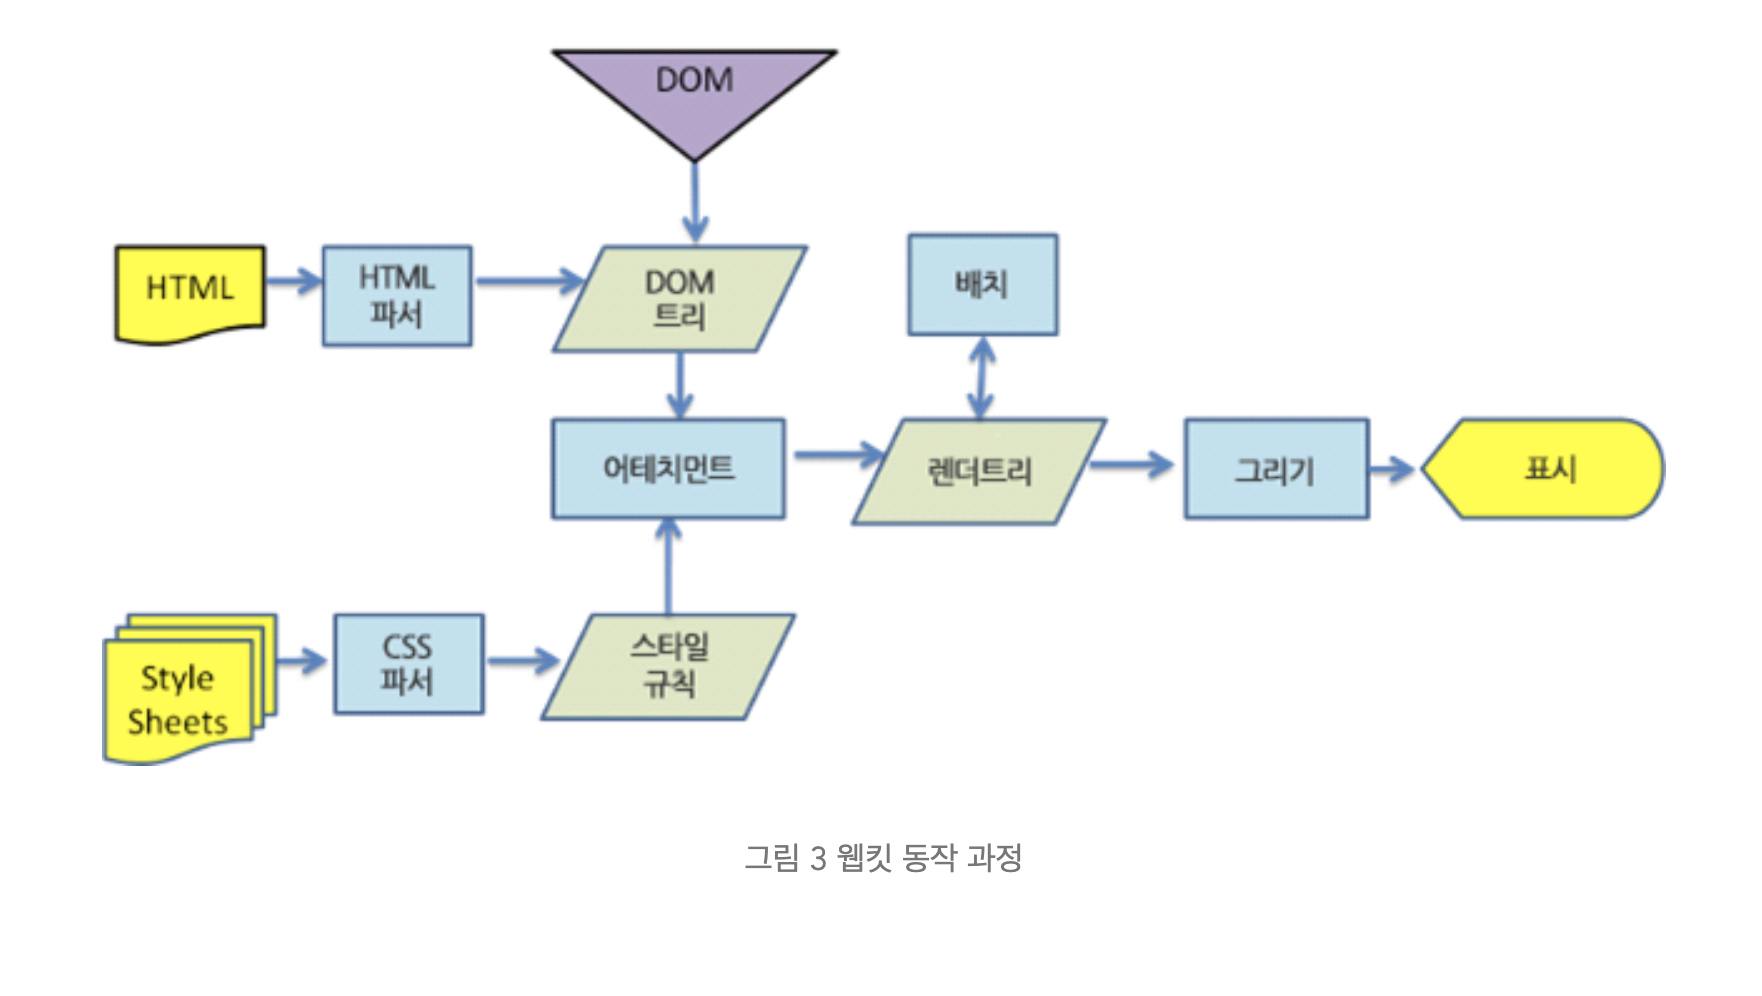 DOM
HTML
HTML
파서
DOM
트리
배치
어테치먼트
렌더트리
그리기
표시
Style
Sheets
CSS
파서
스타일
규칙
그림 3 웹킷 동작 과정